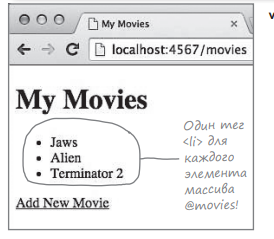 My Movies
localhost:4567/movies
My Movies
Jaws
Alien
Terminator 2
Add New Movie
Один тег
<li> для
каждого
элемента
массива
@movies!